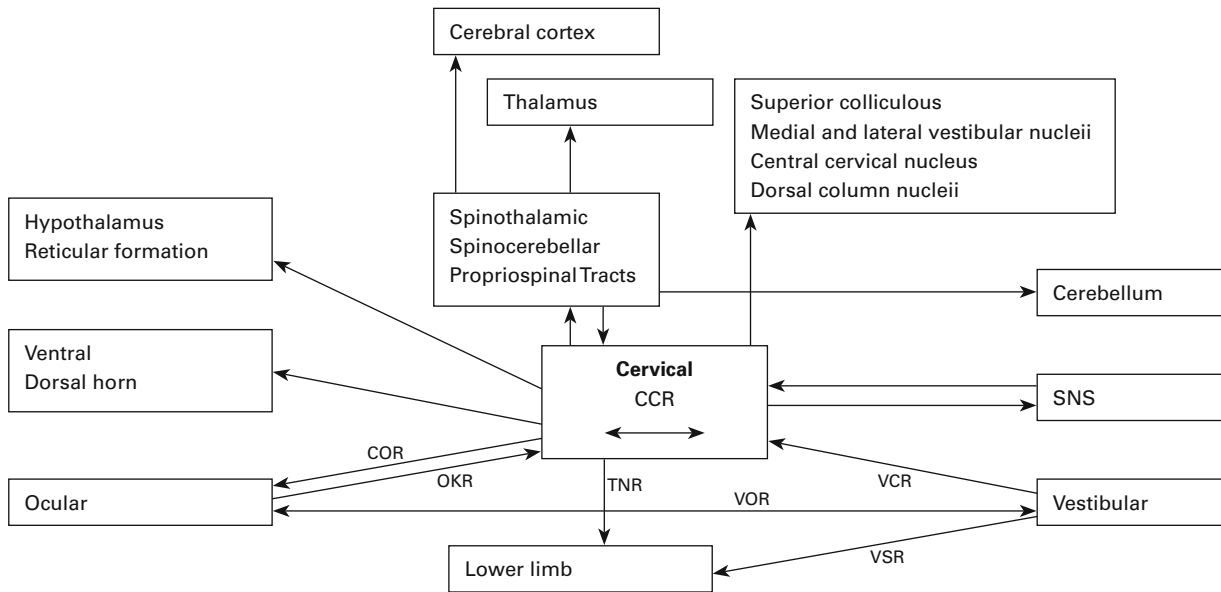 Cerebral cortex
Thalamus
Superior colliculous
Medial and lateral vestibular nucleii
Central cervical nucleus
Dorsal column nucleii
Hypothalamus
Reticular formation
Spinothalamic
Spinocerebellar
Propriospinal Tracts
Cerebellum
Ventral
Dorsal horn
Cervical
CCR
SNS
COR
OKR
TNR
VCR
Ocular
VOR
Vestibular
VSR
Lower limb